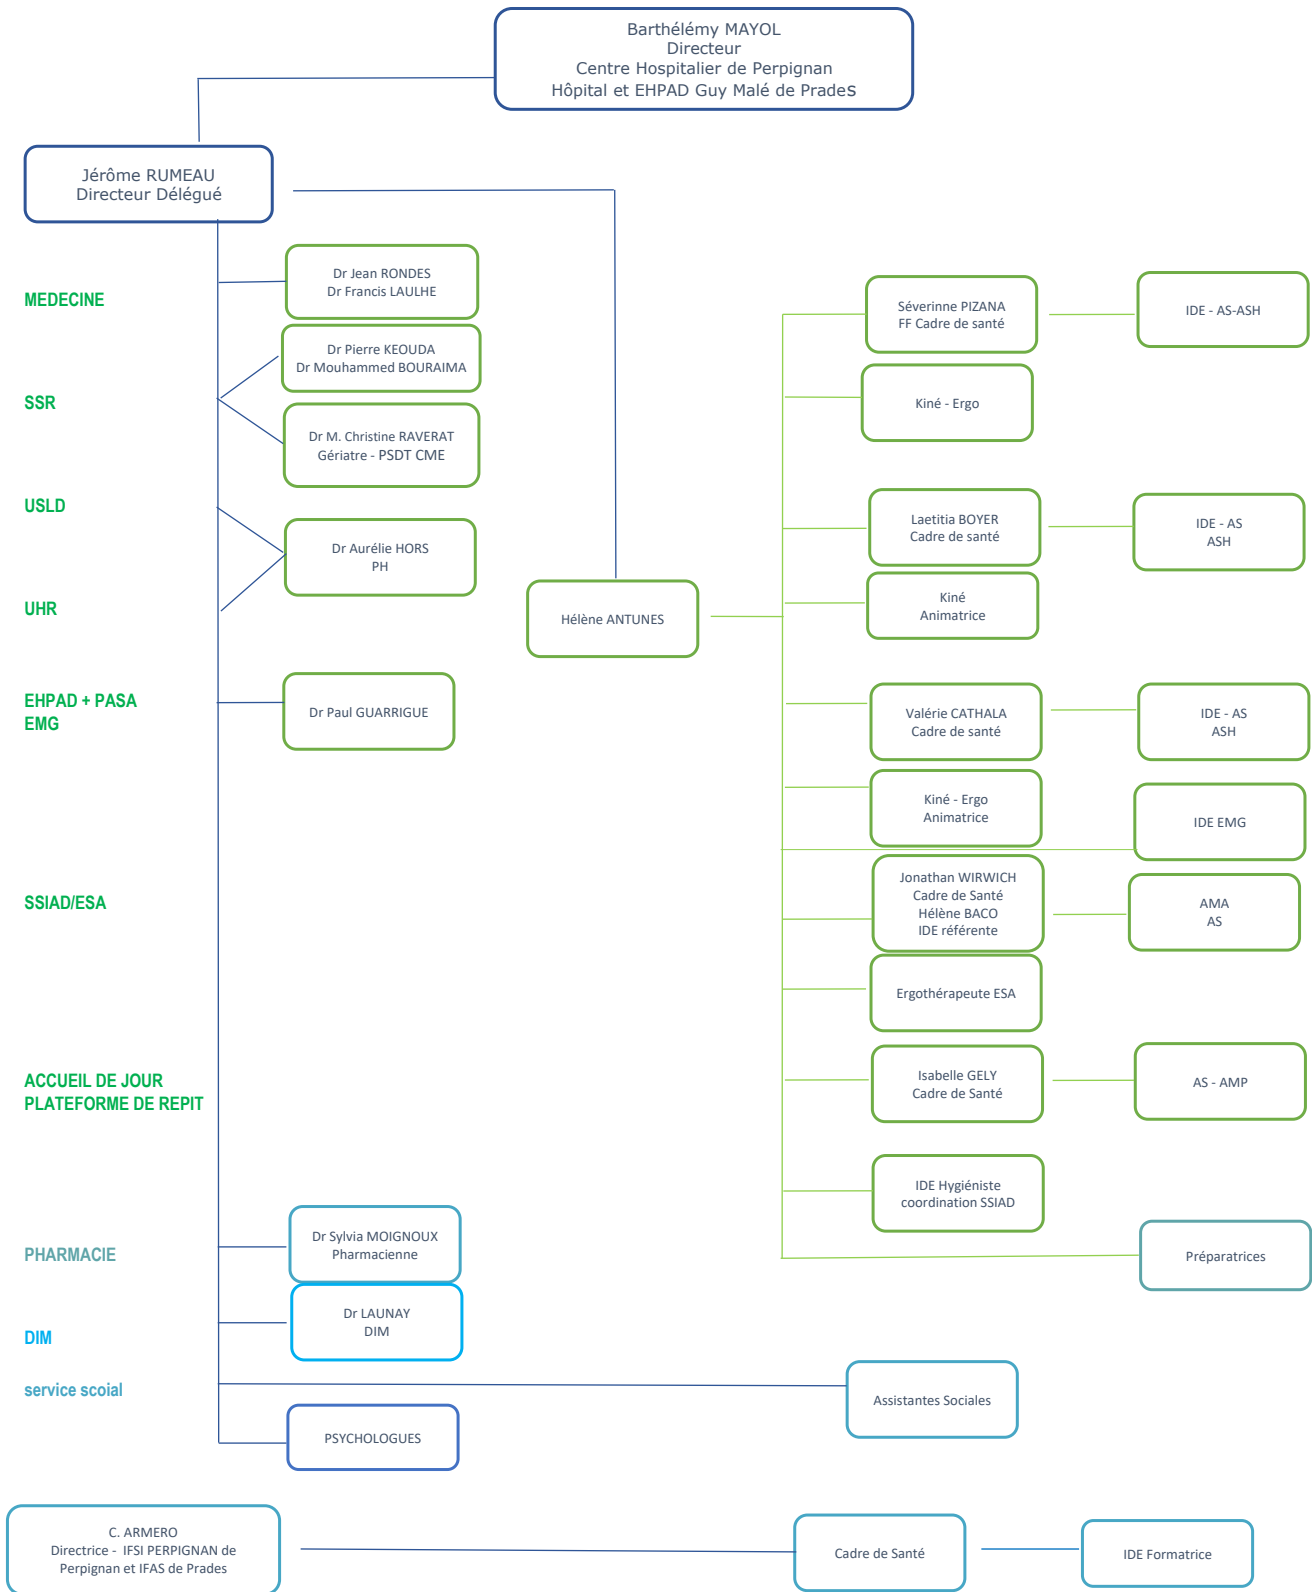 Barthélémy MAYOL
Directeur
Centre Hospitalier de Perpignan
Hôpital et EHPAD Guy Malé de Prades
Jérôme RUMEAU
Directeur Délégué
MEDECINE
Dr Jean RONDES
Dr Francis LAULHE
Séverinne PIZANA
FF Cadre de santé
IDE - AS-ASH
SSR
Dr Pierre KEOUDA
Dr Mouhammed BOURAIMA
Kiné - Ergo
Dr M. Christine RAVERAT
Gériatre - PSDT CME
USLD
Laetitia BOYER
Cadre de santé
IDE - AS
ASH
Dr Aurélie HORS
PH
UHR
Hélène ANTUNES
Kiné
Animatrice
EHPAD + PASA
EMG
Dr Paul GUARRIGUE
Valérie CATHALA
Cadre de santé
IDE - AS
ASH
Kiné - Ergo
Animatrice
IDE EMG
SSIAD/ESA
Jonathan WIRWICH
Cadre de Santé
Hélène BACO
IDE référente
AMA
AS
Ergothérapeute ESA
ACCUEIL DE JOUR
PLATEFORME DE REPIT
Isabelle GELY
Cadre de Santé
AS - AMP
IDE Hygiéniste
coordination SSIAD
PHARMACIE
Dr Sylvia MOIGNOUX
Pharmacienne
Préparatrices
DIM
Dr LAUNAY
DIM
service scoial
Assistantes Sociales
PSYCHOLOGUES
C. ARMERO
Directrice - IFSI PERPIGNAN de
Perpignan et IFAS de Prades
Cadre de Santé
IDE Formatrice